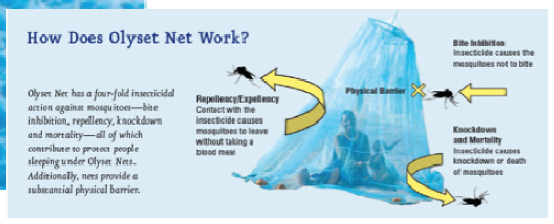 How Does Olyset Net Work?
Olyset Net has a four-fold insecticidal
action against mosquitoes—bite
inhibition, repellency, knockdown
and mortality—all of which
contribute to protect people
sleeping under Olyset Nets.
Additionally, nets provide a
substantial physical barrier.
Repellency/Expellency
Contact with the
insecticide causes
mosquitoes to leave
without taking a
blood meal
Physical Barrier
Bite Inhibition
Insecticide causes the
mosquitoes not to bite
Knockdown
and Mortality
Insecticide causes
knockdown or death
of mosquitoes